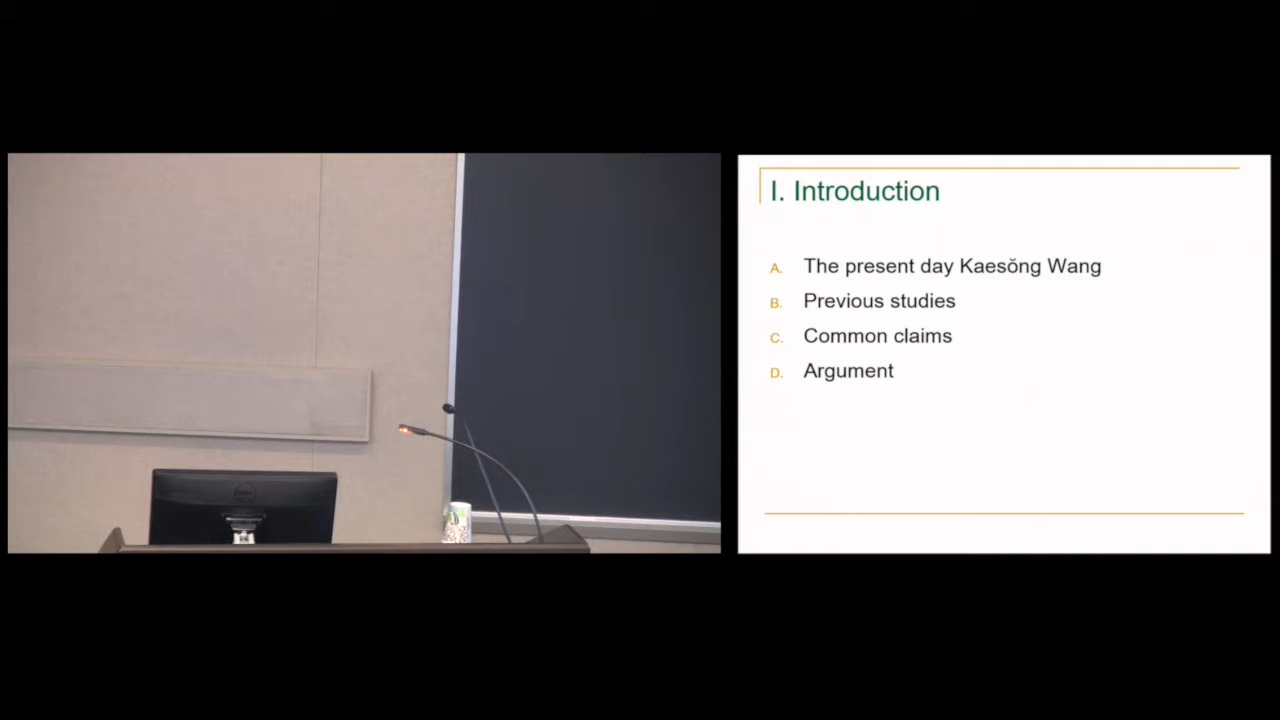 I. Introduction
A. The present day Kaesŏng Wang
B. Previous studies
C. Common claims
D. Argument